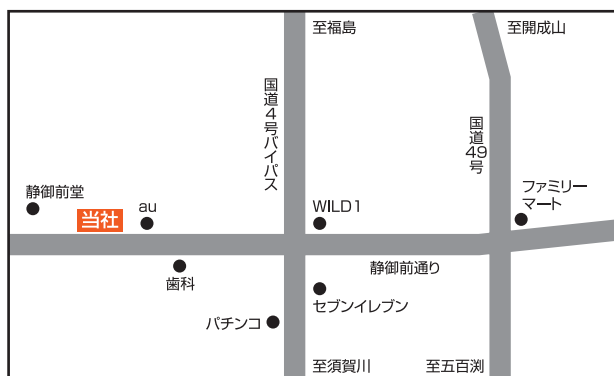 至福島
至開成山
国道4号バイパス
国道49号
静御前堂
当社
au
WILD1
ファミリー
マート
歯科
静御前通り
セブンイレブン
パチンコ
至須賀川
至五百渕